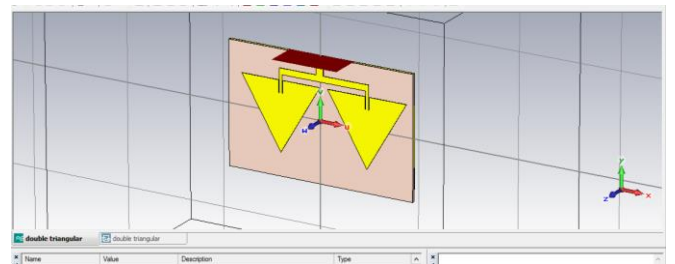 y
w
u
y
z
x
double triangular
double triangular
Name Value Description Type